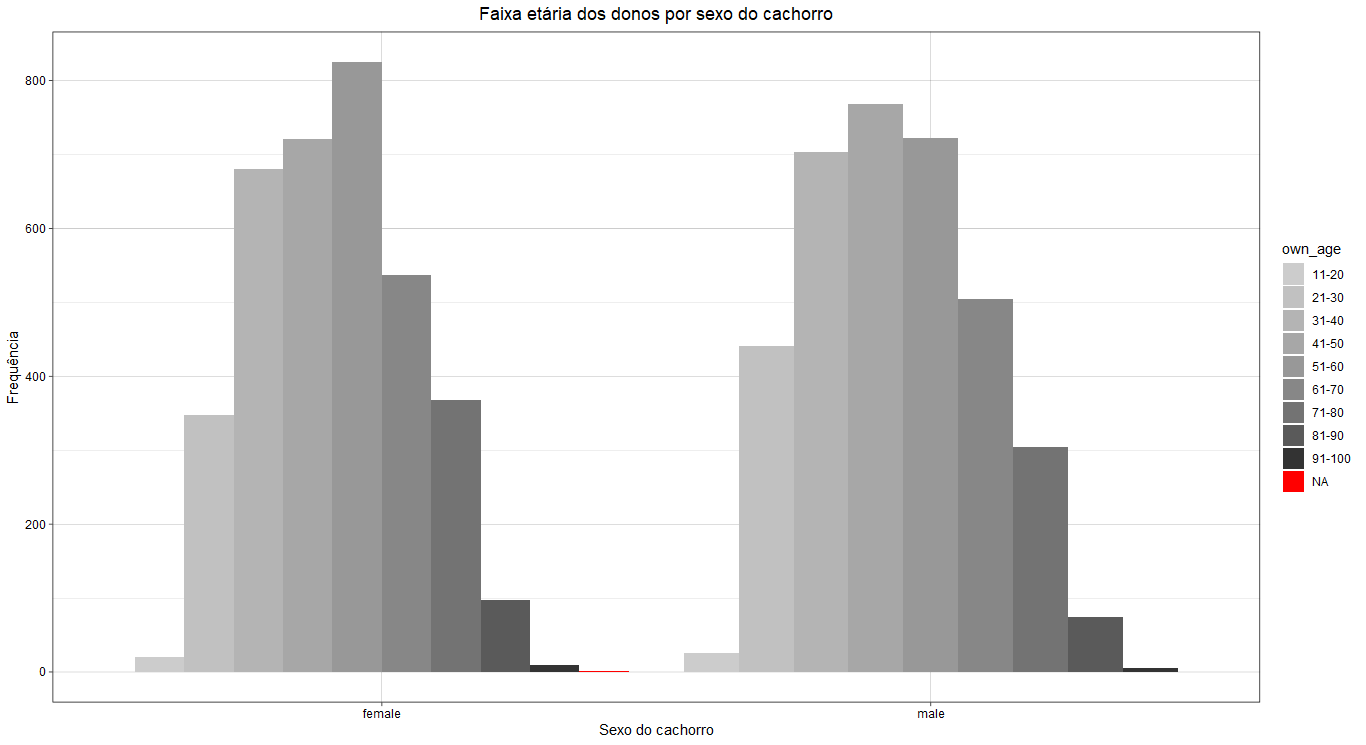 Faixa etária dos donos por sexo do cachorro
Frequência
800
600
400
200
0
female
male
Sexo do cachorro
own_age
11-20
21-30
31-40
41-50
51-60
61-70
71-80
81-90
91-100
NA